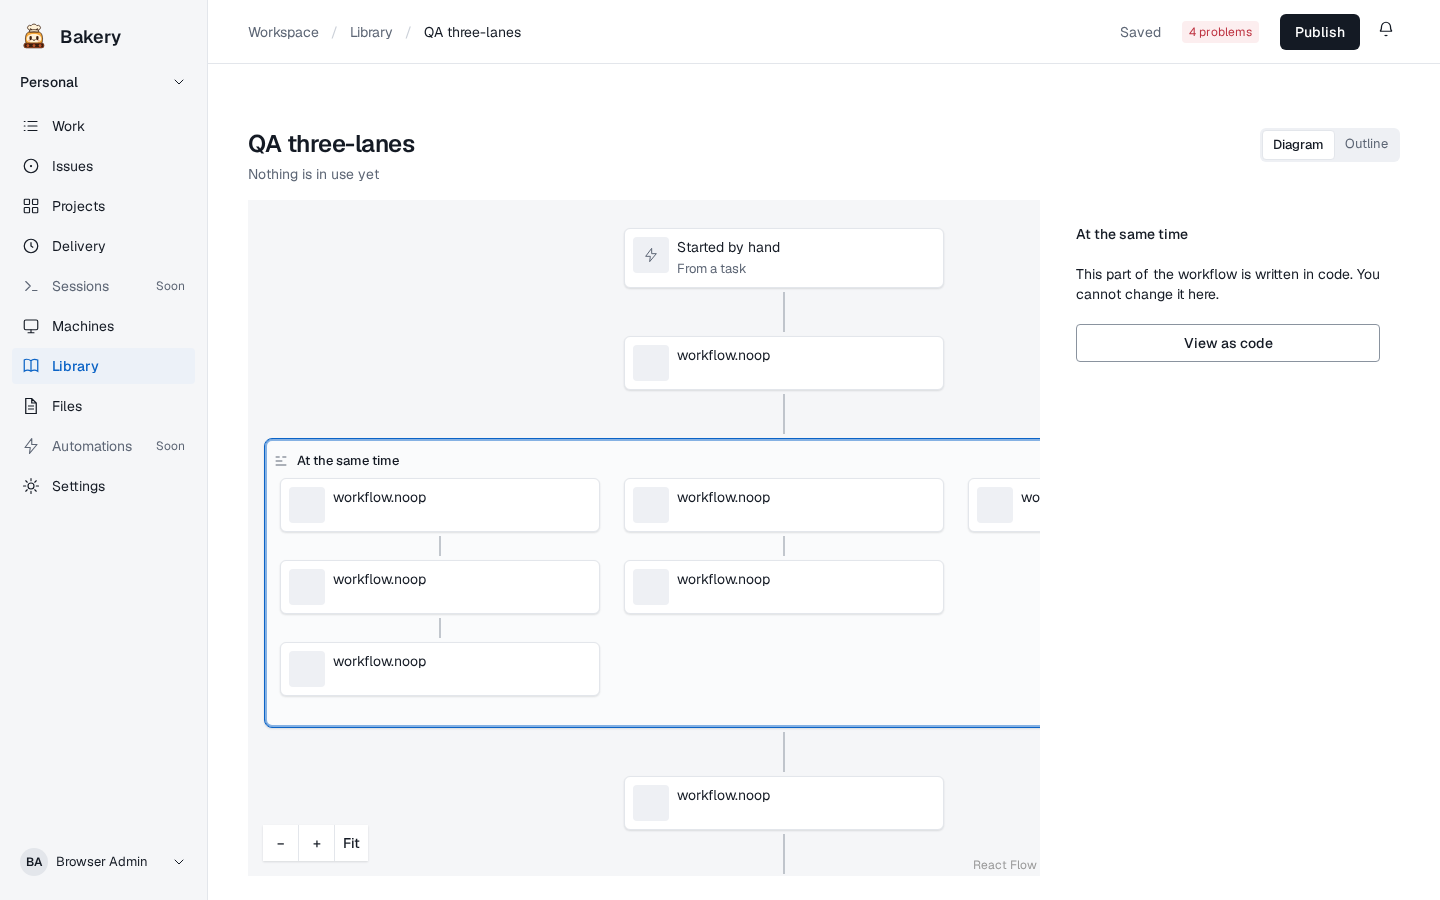 Bakery
Personal
Work
Issues
Projects
Delivery
Sessions Soon
Machines
Library
Files
Automations Soon
Settings
BA Browser Admin
Workspace / Library / QA three-lanes
Saved
4 problems
Publish
QA three-lanes
Nothing is in use yet
Diagram
Outline
Started by hand
From a task
workflow.noop
At the same time
workflow.noop
workflow.noop
wo
workflow.noop
workflow.noop
workflow.noop
workflow.noop
− + Fit
React Flow
At the same time
This part of the workflow is written in code. You
cannot change it here.
View as code